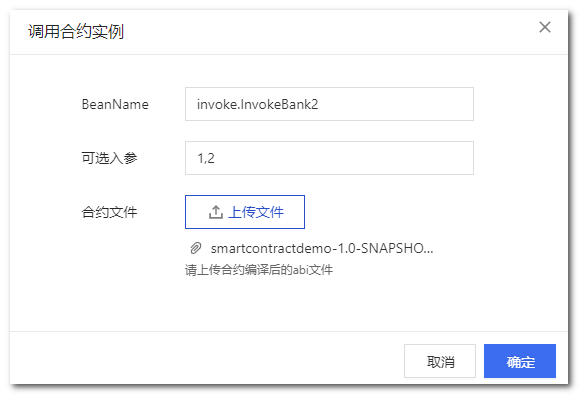 调用合约实例
BeanName
invoke.InvokeBank2
可选入参
1,2
合约文件
上传文件
smartcontractdemo-1.0-SNAPSHO...
请上传合约编译后的abi文件
取消
确定